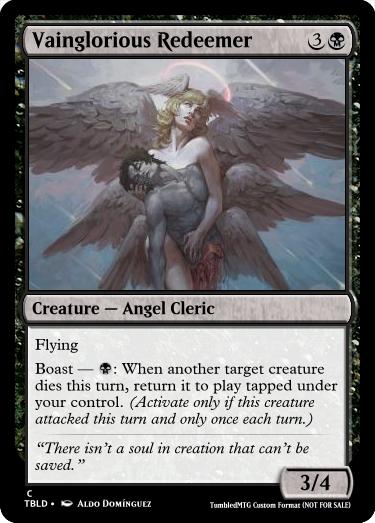 Vainglorious Redeemer 3
Creature — Angel Cleric
Flying
Boast — : When another target creature
dies this turn, return it to play tapped under
your control. (Activate only if this creature
attacked this turn and only once each turn.)
“There isn’t a soul in creation that can’t be
saved.”
3/4
C
TBLD • Aldo Domínguez
TumbledMTG Custom Format (NOT FOR SALE)